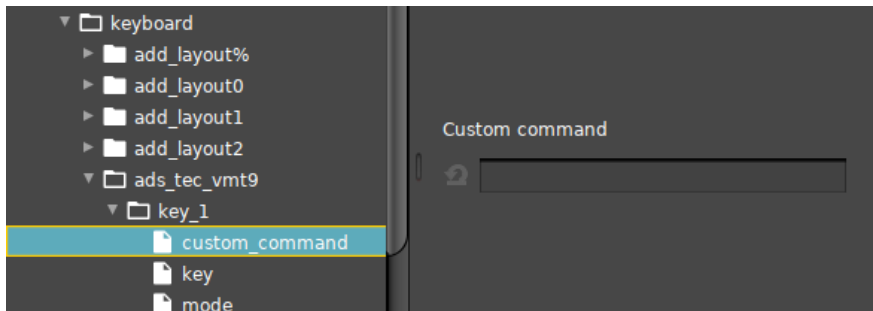 keyboard
add_layout%
add_layout0
add_layout1
add_layout2
ads_tec_vmt9
key_1
custom_command
key
mode
Custom command